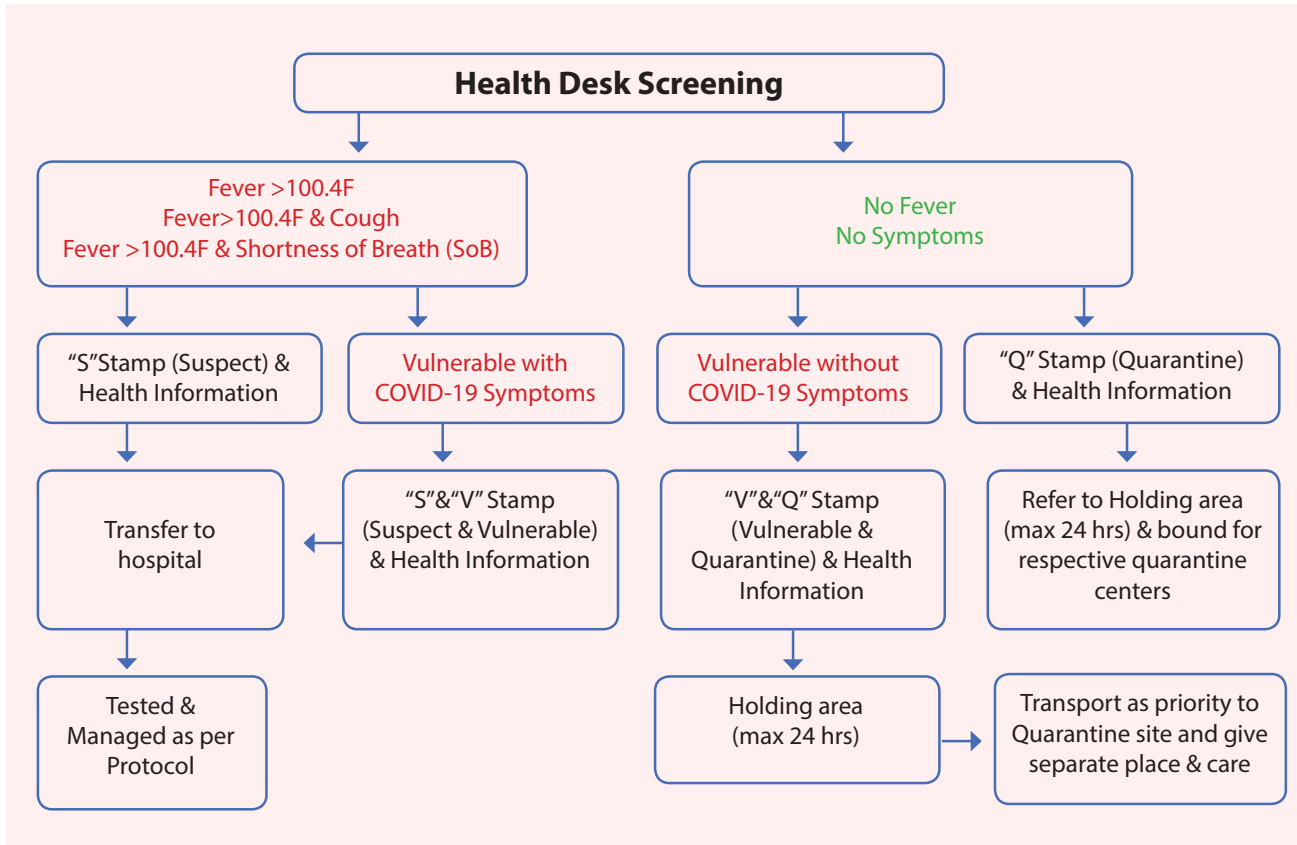 Health Desk Screening
Fever >100.4F
Fever>100.4F & Cough
Fever >100.4F & Shortness of Breath (SoB)
No Fever
No Symptoms
“S”Stamp (Suspect) &
Health Information
Vulnerable with
COVID-19 Symptoms
Vulnerable without
COVID-19 Symptoms
“Q” Stamp (Quarantine)
& Health Information
Transfer to
hospital
“S”&“V” Stamp
(Suspect & Vulnerable)
& Health Information
“V”&“Q” Stamp
(Vulnerable &
Quarantine) & Health
Information
Refer to Holding area
(max 24 hrs) & bound for
respective quarantine
centers
Tested &
Managed as per
Protocol
Holding area
(max 24 hrs)
Transport as priority to
Quarantine site and give
separate place & care